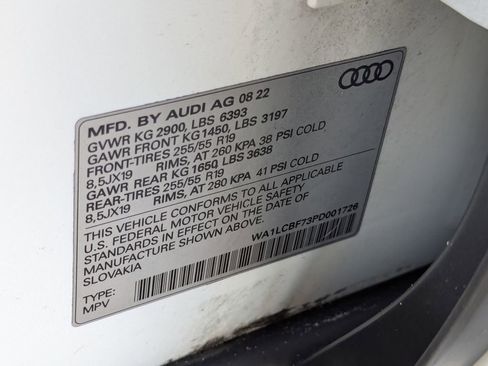 MFD. BY AUDI AG 08 22
GVWR KG 2900, LBS 6393
GAWR FRONT KG1450, LBS 3197
FRONT-TIRES 255/55 R19
8,5JX19 RIMS, AT 260 KPA 38 PSI COLD
GAWR REAR KG 1650, LBS 3638
REAR-TIRES 255/55 R19
8,5JX19 RIMS, AT 280 KPA 41 PSI COLD
THIS VEHICLE CONFORMS TO ALL APPLICABLE
U.S. FEDERAL MOTOR VEHICLE SAFETY
STANDARDS IN EFFECT ON THE DATE OF
MANUFACTURE SHOWN ABOVE.
SLOVAKIA
WA1LCBF73PD001726
TYPE:
MPV